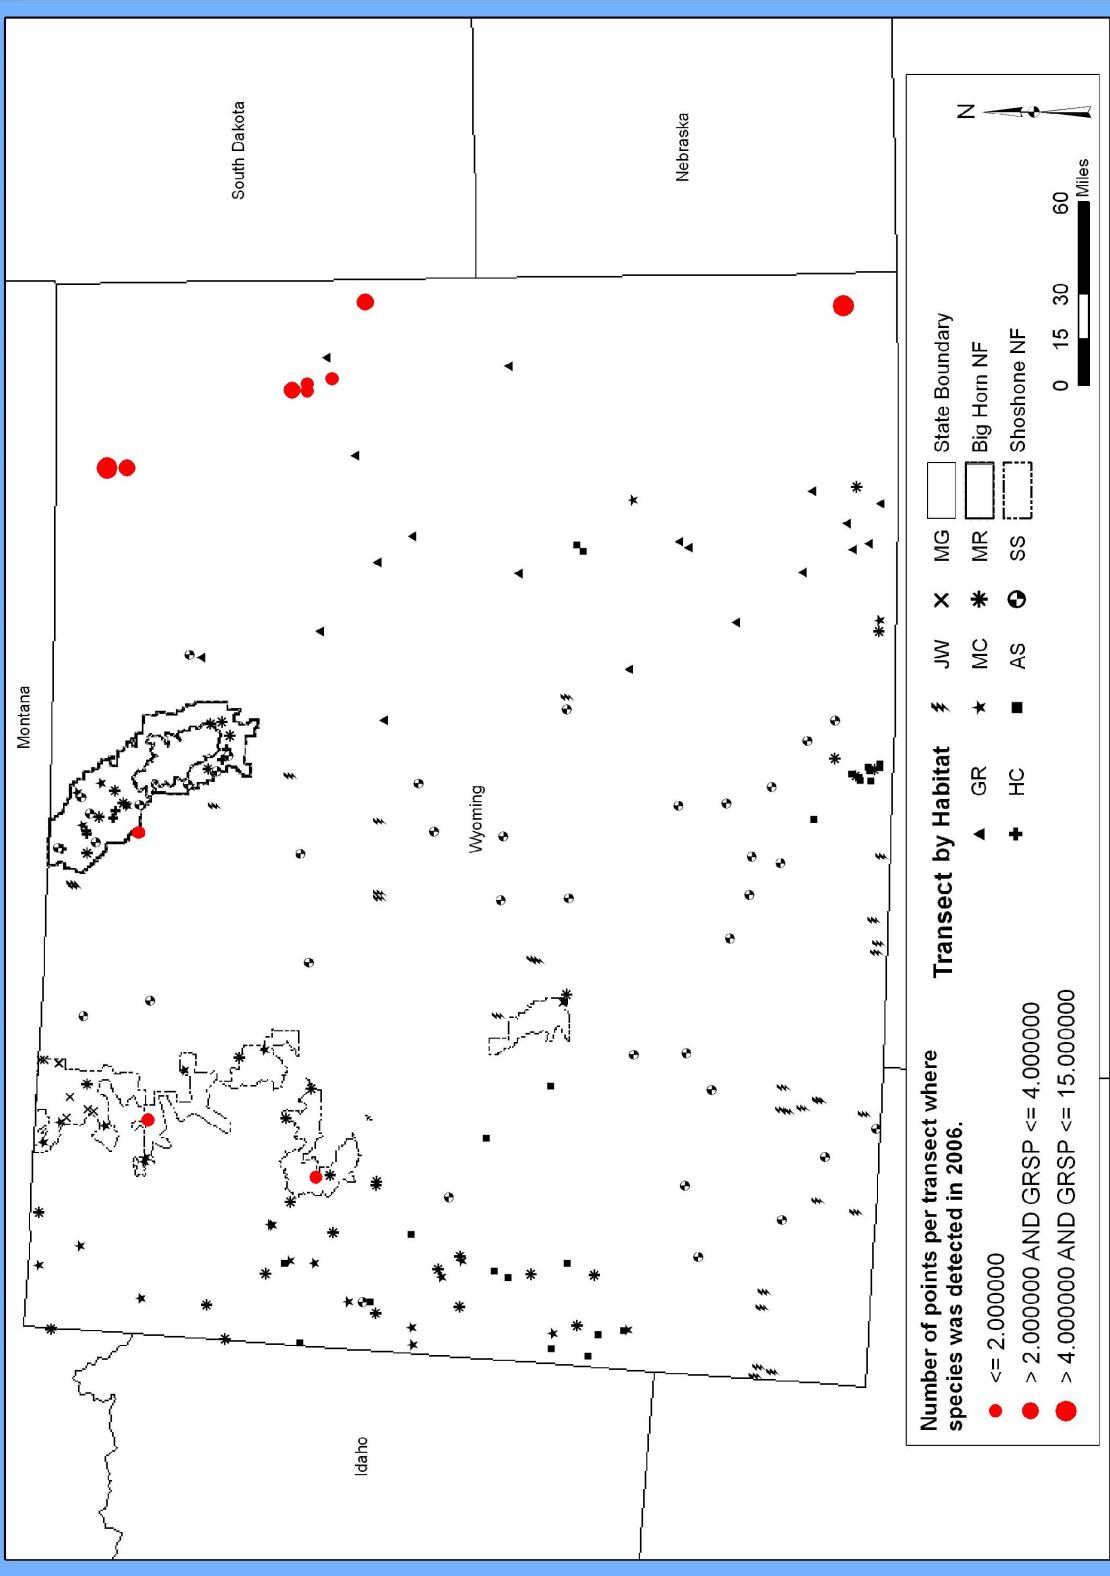 Montana
South Dakota
Wyoming
Nebraska
Idaho
Number of points per transect where
species was detected in 2006.
<= 2.000000
> 2.000000 AND GRSP <= 4.000000
> 4.000000 AND GRSP <= 15.000000
Transect by Habitat
GR
HC
JW
MC
AS
MG
MR
SS
State Boundary
Big Horn NF
Shoshone NF
N
0 15 30 60
Miles